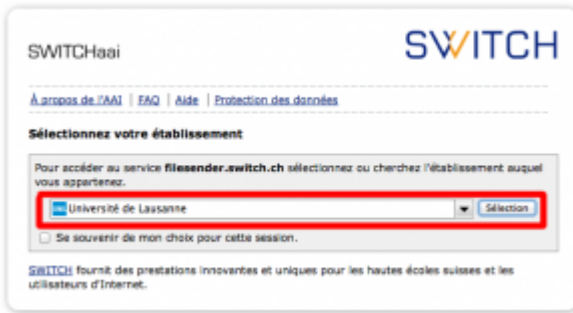 SWITCHaai
SWITCH
À propos de l'AAI | FAQ | Aide | Protection des données
Sélectionnez votre établissement
Pour accéder au service filesender.switch.ch sélectionnez ou cherchez l'établissement auquel
vous appartenez.
Université de Lausanne
Sélection
Se souvenir de mon choix pour cette session.
SWITCH fournit des prestations innovantes et uniques pour les hautes écoles suisses et les
utilisateurs d'Internet.